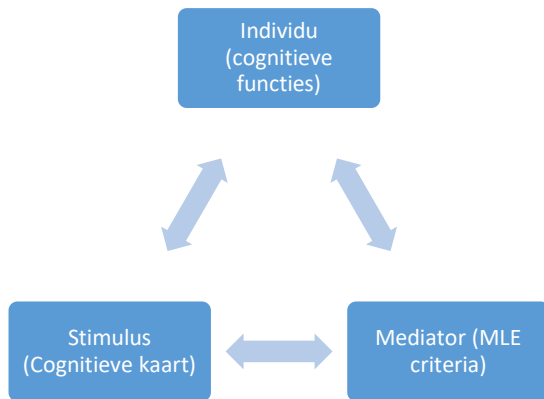 Individu
(cognitieve
functies)
Stimulus
(Cognitieve kaart)
Mediator (MLE
criteria)